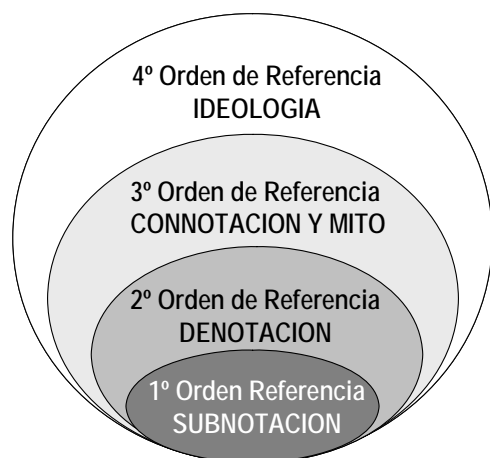 4º Orden de Referencia
IDEOLOGIA
3º Orden de Referencia
CONNOTACION Y MITO
2º Orden de Referencia
DENOTACION
1º Orden Referencia
SUBNOTACION